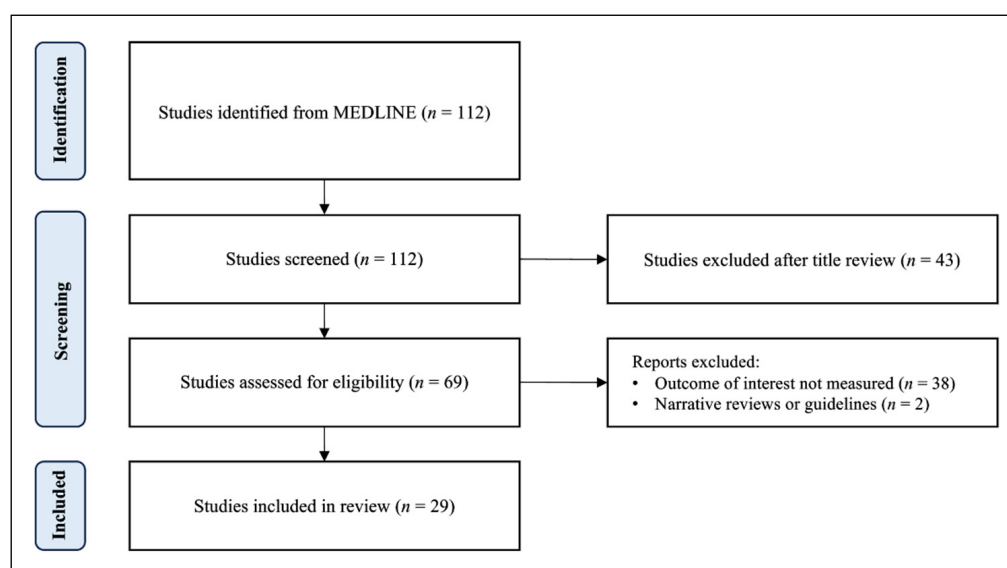 Identification
Studies identified from MEDLINE (n = 112)
Screening
Studies screened (n = 112)
Studies excluded after title review (n = 43)
Studies assessed for eligibility (n = 69)
Reports excluded:
• Outcome of interest not measured (n = 38)
• Narrative reviews or guidelines (n = 2)
Included
Studies included in review (n = 29)